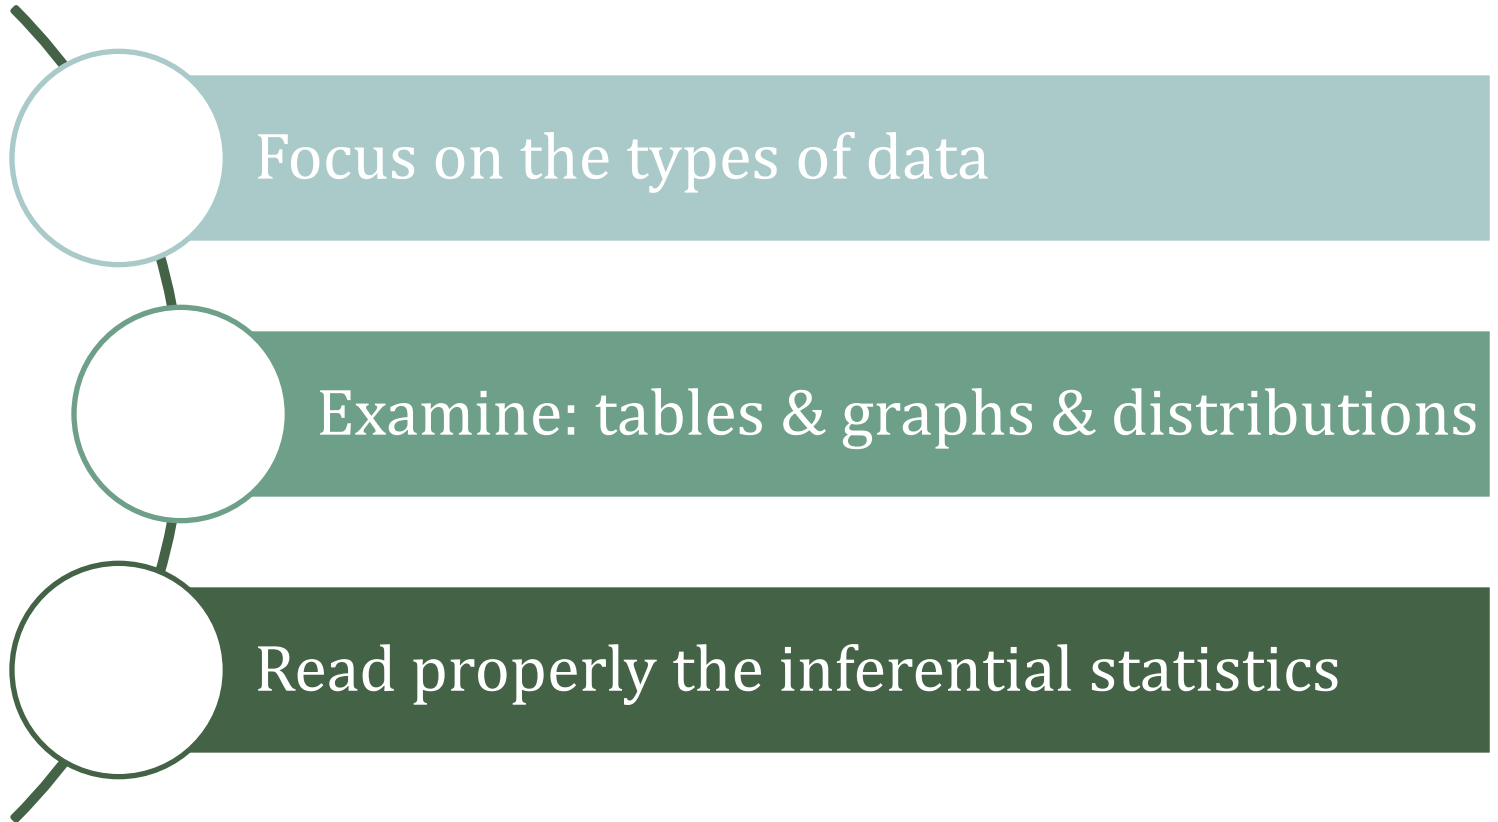 Focus on the types of data
Examine: tables & graphs & distributions
Read properly the inferential statistics